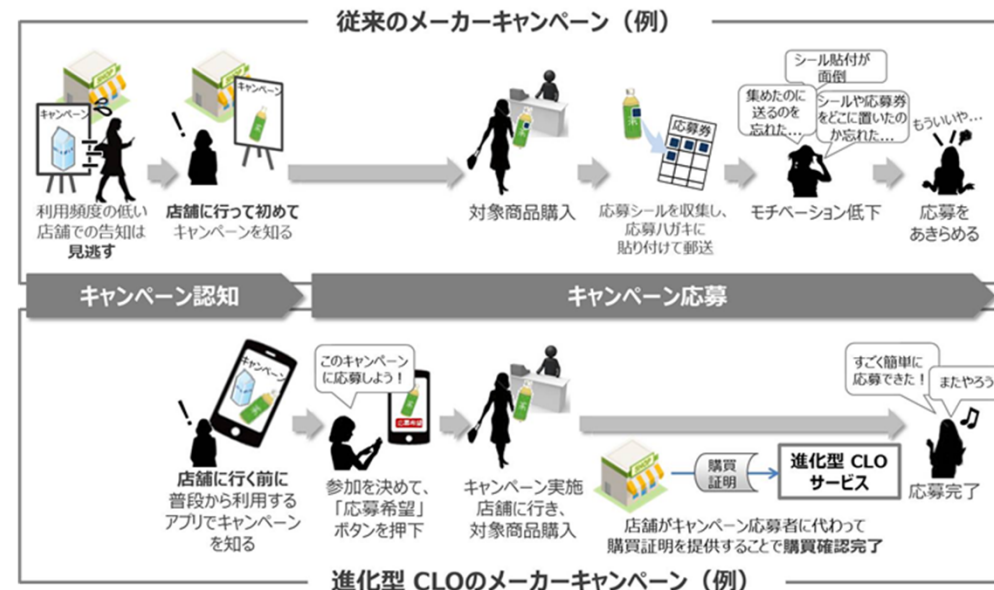 従来のメーカーキャンペーン（例）
SHOP
キャンペーン
利用頻度の低い
店舗での告知は
見逃す
SHOP
キャンペーン
茶
！
店舗に行って初めて
キャンペーンを知る
茶
対象商品購入
茶
応募券
応募シールを収集し、
応募ハガキに
貼り付けて郵送
シール貼付が
面倒
集めたのに
送るのを
忘れた…
シールや応募券
をどこに置いたの
か忘れた…
モチベーション低下
もういいや…
応募を
あきらめる
キャンペーン認知
キャンペーン応募
キャンペーン
茶
！
店舗に行く前に
普段から利用する
アプリでキャンペーン
を知る
このキャンペーン
に応募しよう！
茶
応募希望
参加を決めて、
「応募希望」
ボタンを押下
茶
キャンペーン実施
店舗に行き、
対象商品購入
SHOP
購買
証明
進化型 CLO
サービス
店舗がキャンペーン応募者に代わって
購買証明を提供することで購買確認完了
すごく簡単に
応募できた！
またやろう
応募完了
進化型 CLOのメーカーキャンペーン（例）